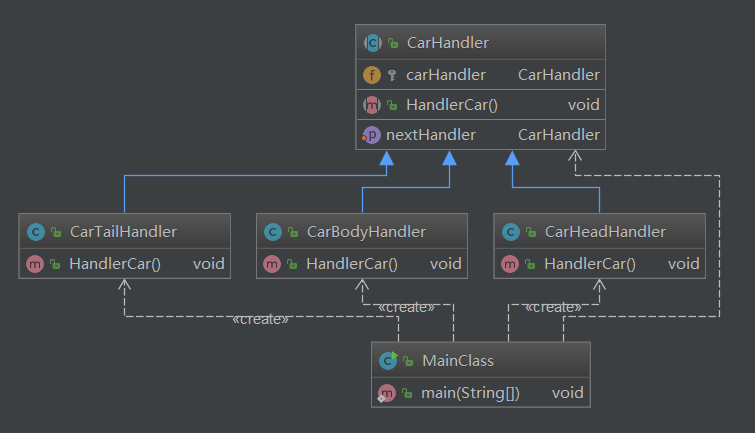 CarHandler
carHandler CarHandler
HandlerCar() void
nextHandler CarHandler
CarTailHandler
HandlerCar() void
CarBodyHandler
HandlerCar() void
CarHeadHandler
HandlerCar() void
«create»
«create»
«create»
MainClass
main(String[]) void